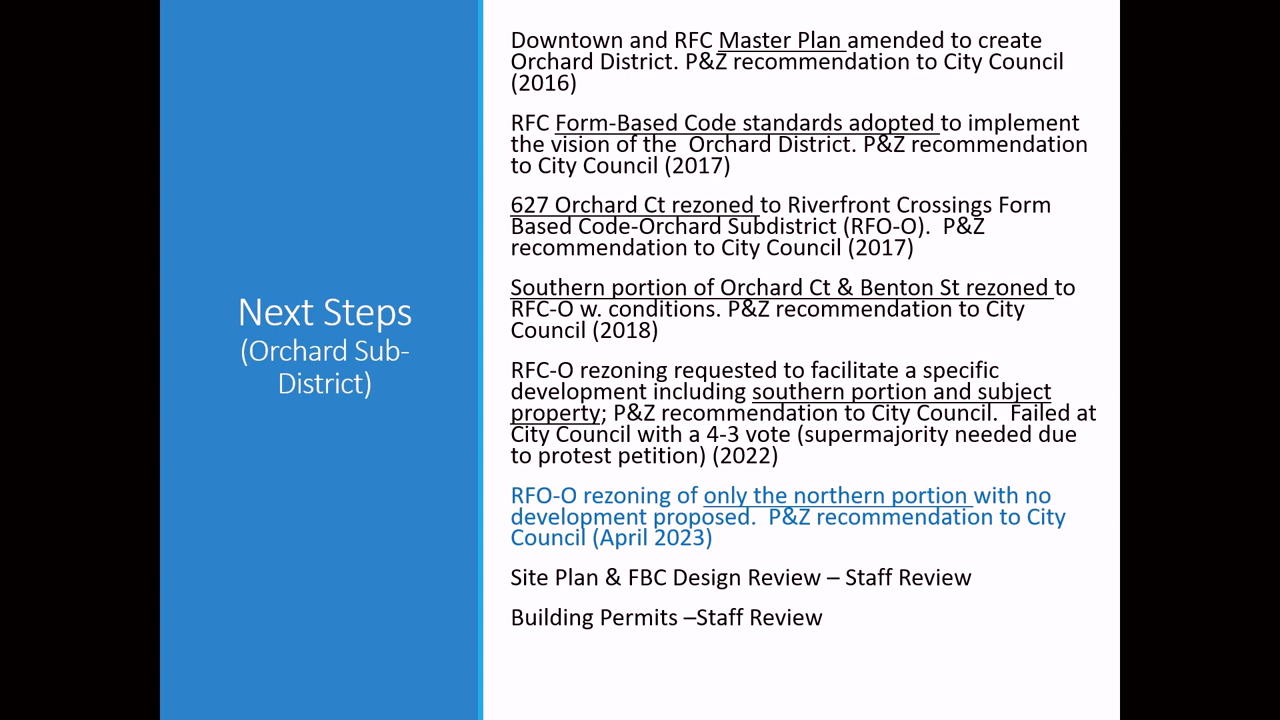 Next Steps
(Orchard Sub-
District)
Downtown and RFC Master Plan amended to create
Orchard District. P&Z recommendation to City Council
(2016)
RFC Form-Based Code standards adopted to implement
the vision of the  Orchard District. P&Z recommendation
to City Council (2017)
627 Orchard Ct rezoned to Riverfront Crossings Form
Based Code-Orchard Subdistrict (RFO-O).  P&Z
recommendation to City Council (2017)
Southern portion of Orchard Ct & Benton St rezoned to
RFC-O w. conditions. P&Z recommendation to City
Council (2018)
RFC-O rezoning requested to facilitate a specific
development including southern portion and subject
property; P&Z recommendation to City Council.  Failed at
City Council with a 4-3 vote (supermajority needed due
to protest petition) (2022)
RFO-O rezoning of only the northern portion with no
development proposed.  P&Z recommendation to City
Council (April 2023)
Site Plan & FBC Design Review – Staff Review
Building Permits –Staff Review